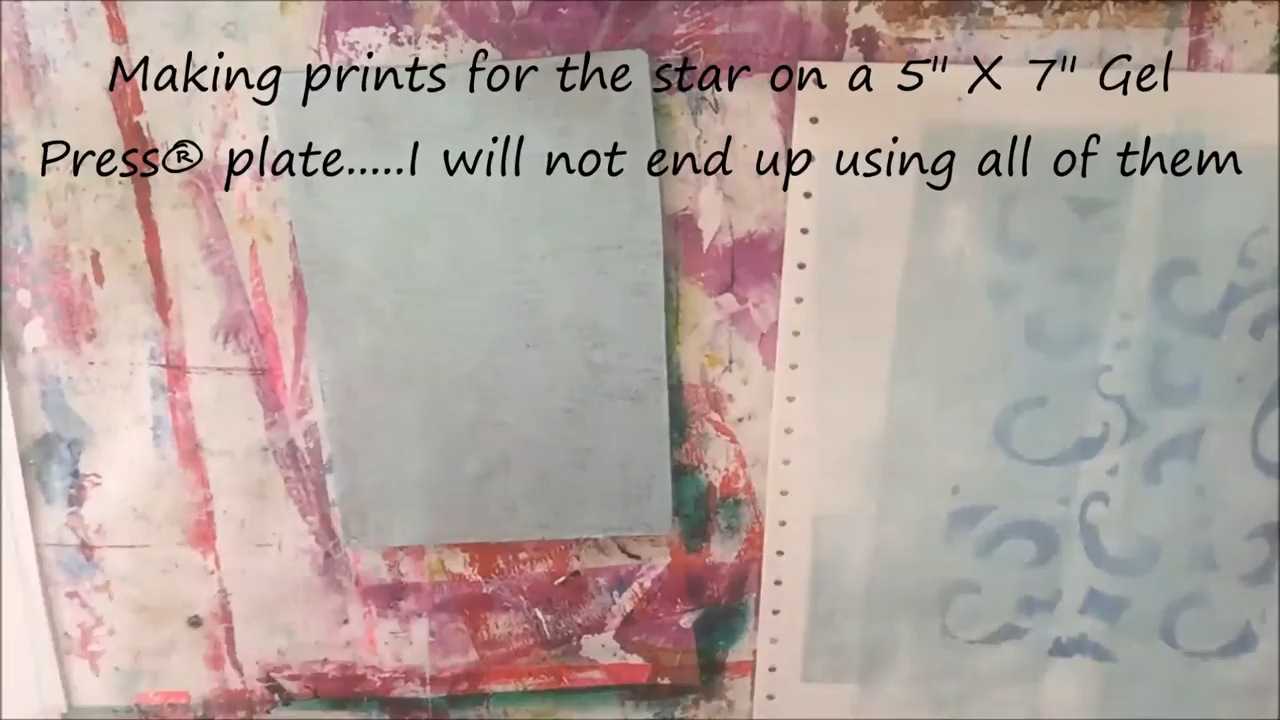 Making prints for the star on a 5" X 7" Gel
Press® plate.....I will not end up using all of them